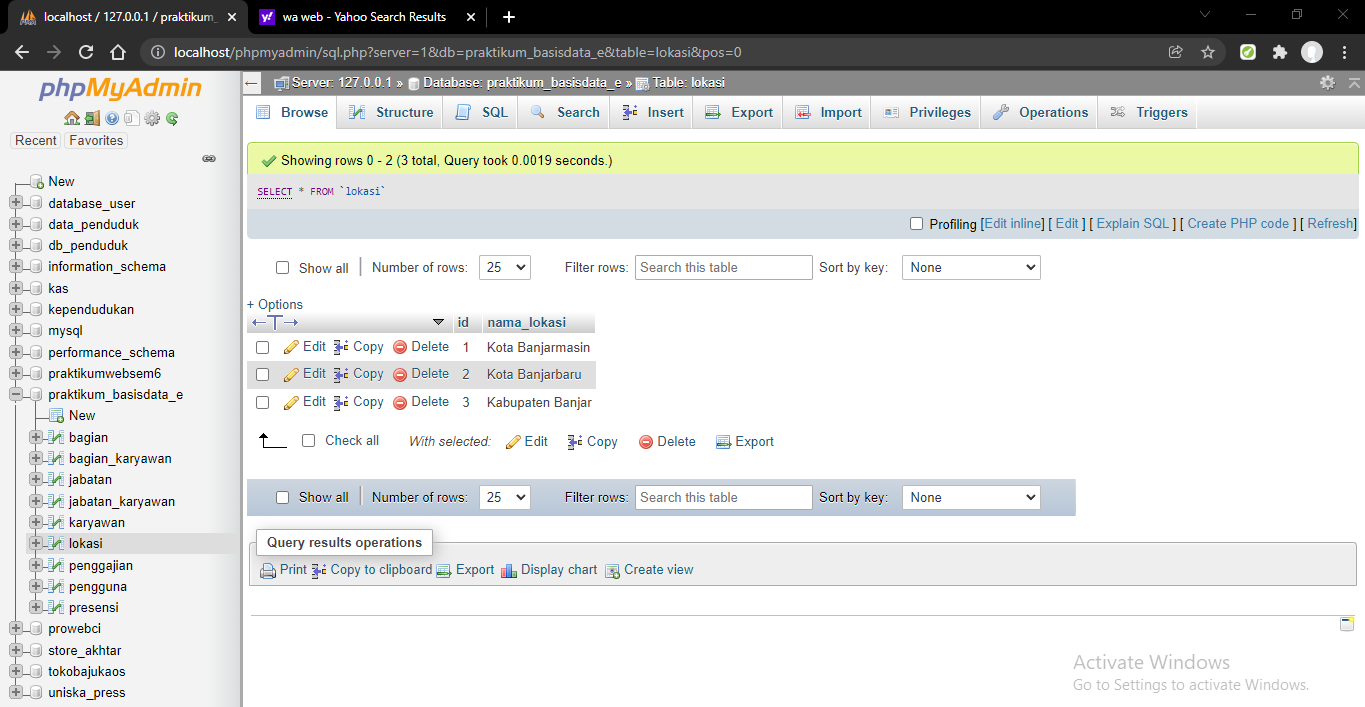 localhost / 127.0.0.1 / praktikum_
wa web - Yahoo Search Results
localhost/phpmyadmin/sql.php?server=1&db=praktikum_basisdata_e&table=lokasi&pos=0
phpMyAdmin
Recent Favorites
New
database_user
data_penduduk
db_penduduk
information_schema
kas
kependudukan
mysql
performance_schema
praktikumwebsem6
praktikum_basisdata_e
New
bagian
bagian_karyawan
jabatan
jabatan_karyawan
karyawan
lokasi
penggajian
pengguna
presensi
prowebci
store_akhtar
tokobajukaos
uniska_press
Server: 127.0.0.1 » Database: praktikum_basisdata_e » Table: lokasi
Browse Structure SQL Search Insert Export Import Privileges Operations Triggers
Showing rows 0 - 2 (3 total, Query took 0.0019 seconds.)
SELECT * FROM `lokasi`
Profiling [Edit inline] [ Edit ] [ Explain SQL ] [ Create PHP code ] [ Refresh]
Show all | Number of rows: 25 Filter rows: Search this table Sort by key: None
+ Options
←T→ id nama_lokasi
Edit Copy Delete 1 Kota Banjarmasin
Edit Copy Delete 2 Kota Banjarbaru
Edit Copy Delete 3 Kabupaten Banjar
Check all With selected: Edit Copy Delete Export
Show all | Number of rows: 25 Filter rows: Search this table Sort by key: None
Query results operations
Print Copy to clipboard Export Display chart Create view
Activate Windows
Go to Settings to activate Windows.